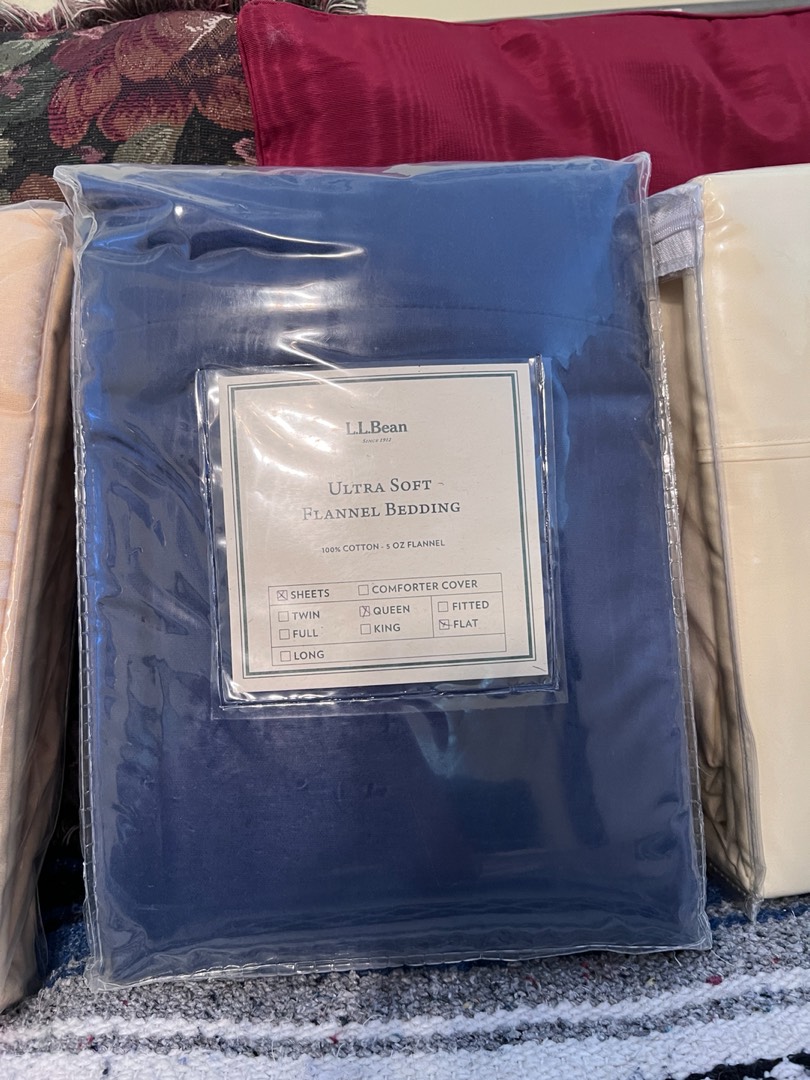 L.L.Bean
SINCE 1912
ULTRA SOFT
FLANNEL BEDDING
100% COTTON - 5 OZ FLANNEL
☒ SHEETS ☐ COMFORTER COVER
☐ TWIN ☒ QUEEN ☐ FITTED
☐ FULL ☐ KING ☒ FLAT
☐ LONG